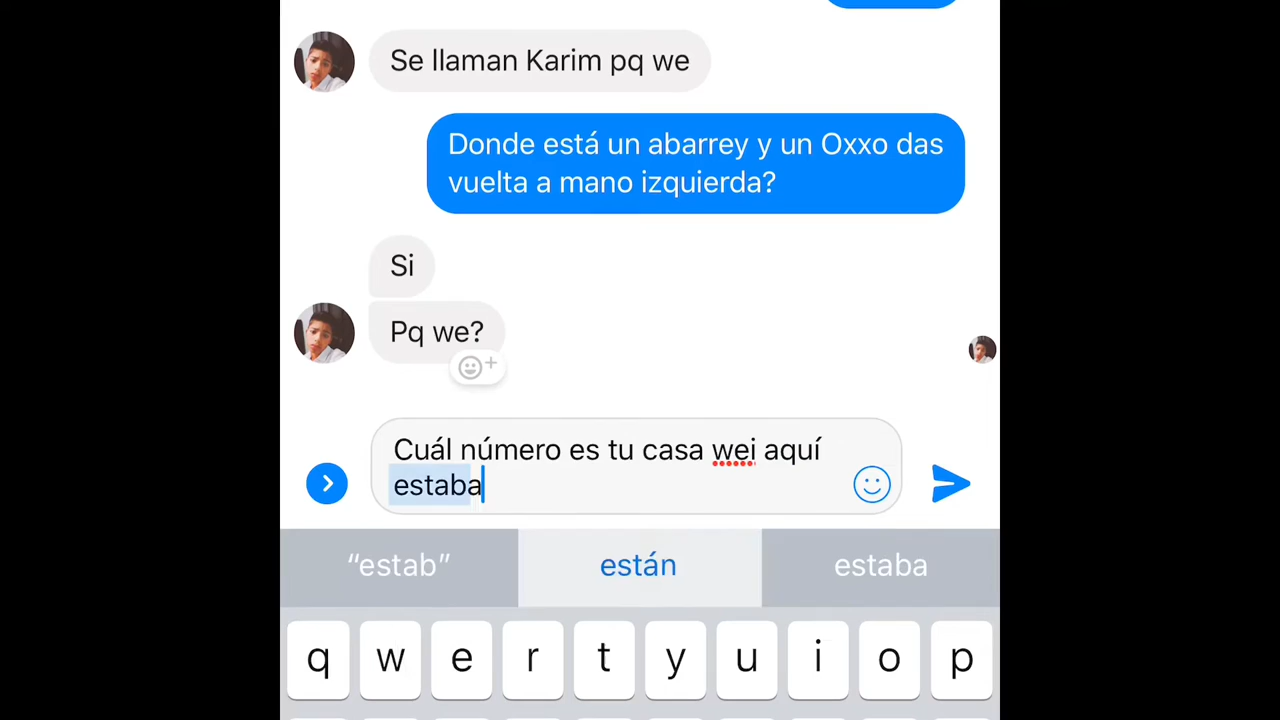 Se llaman Karim pq we
Donde está un abarrey y un Oxxo das
vuelta a mano izquierda?
Si
Pq we?
Cuál número es tu casa wei aquí
estaba
“estab” están estaba
q w e r t y u i o p